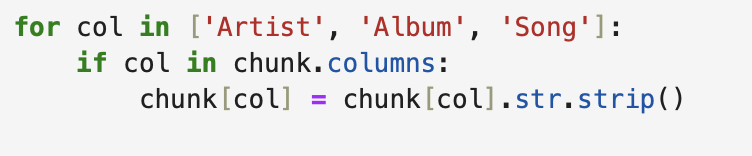 for col in ['Artist', 'Album', 'Song']:
    if col in chunk.columns:
        chunk[col] = chunk[col].str.strip()